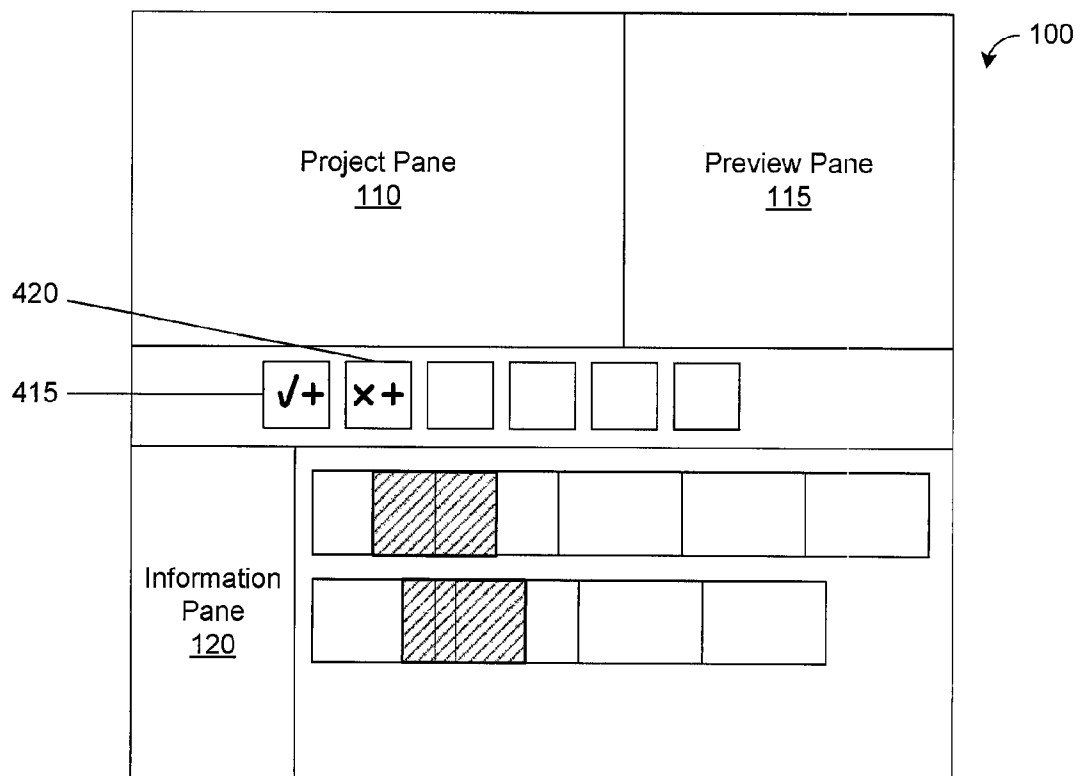 100
Project Pane
110
Preview Pane
115
420
415
√+ ×+
Information
Pane
120